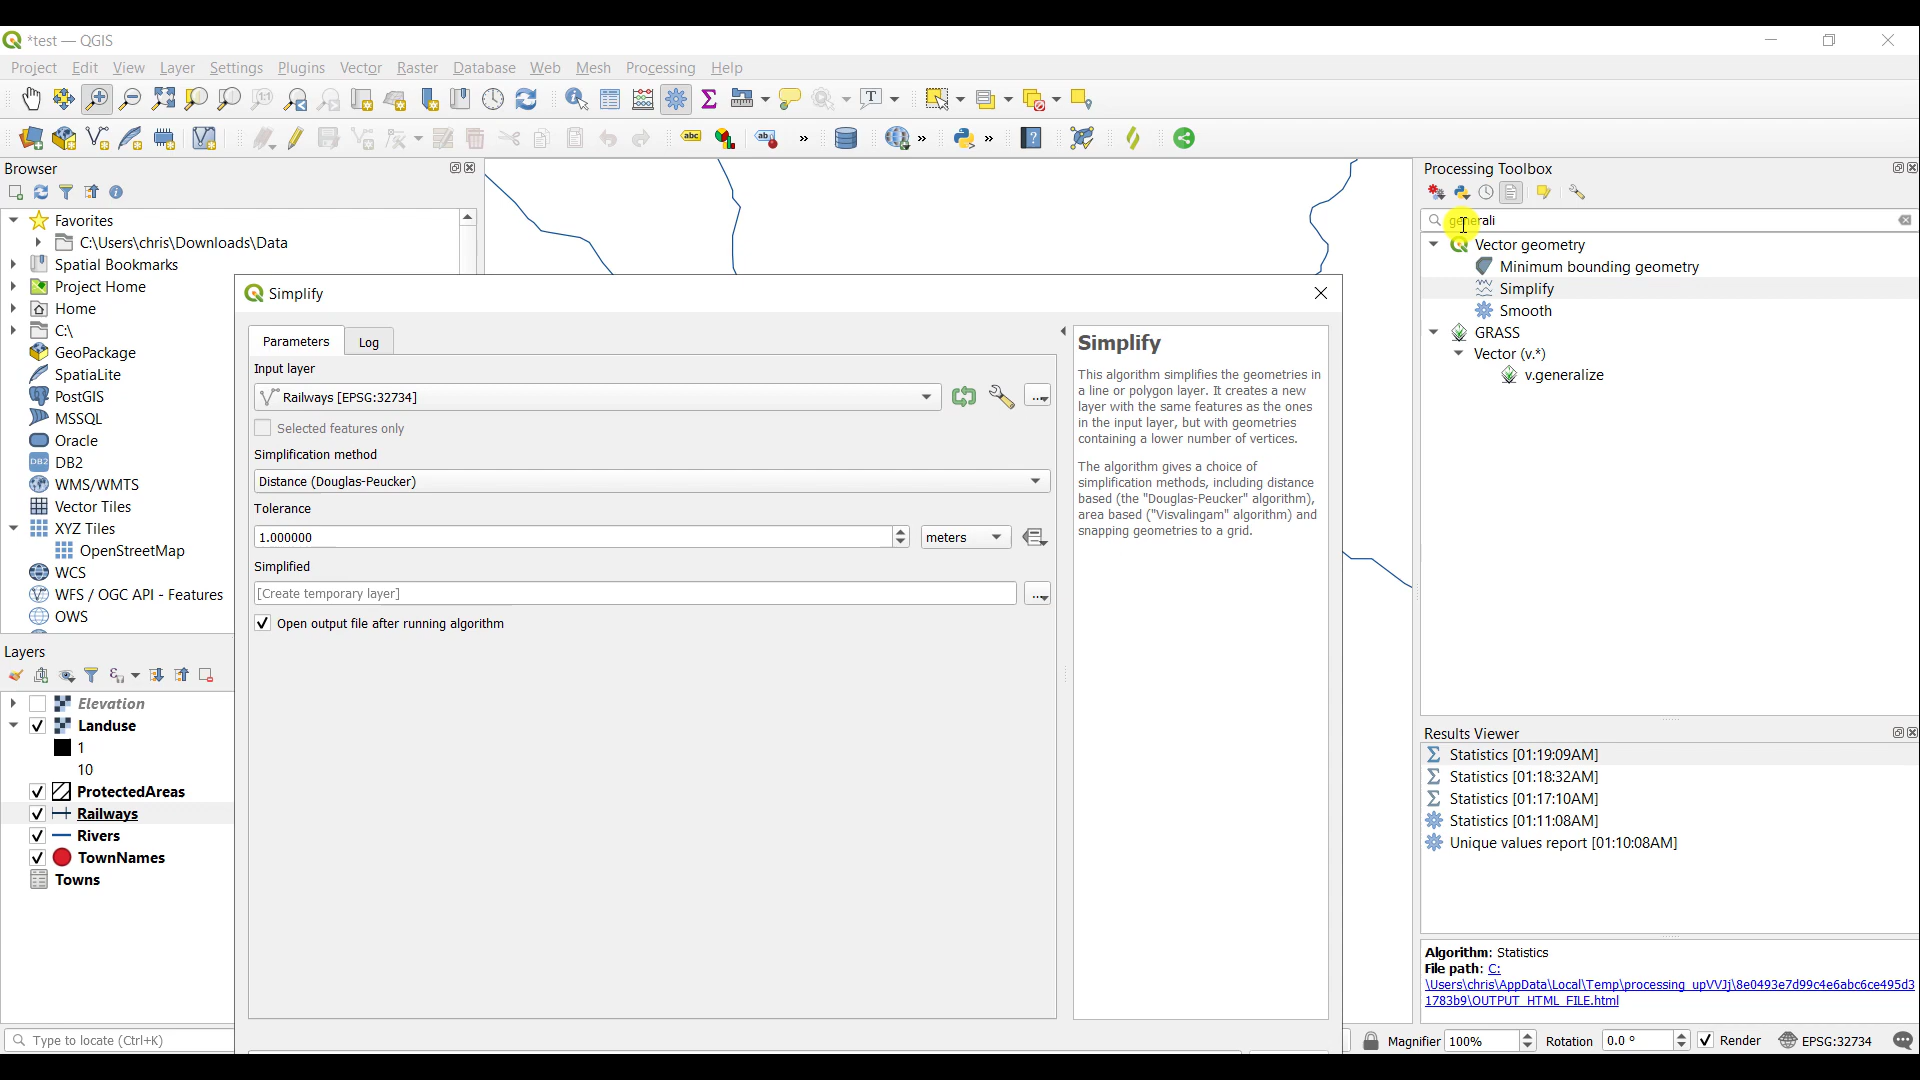 *test — QGIS
Project Edit View Layer Settings Plugins Vector Raster Database Web Mesh Processing Help
Browser
Favorites
C:\Users\chris\Downloads\Data
Spatial Bookmarks
Project Home
Home
C:\
GeoPackage
SpatiaLite
PostGIS
MSSQL
Oracle
DB2
WMS/WMTS
Vector Tiles
XYZ Tiles
OpenStreetMap
WCS
WFS / OGC API - Features
OWS
Layers
Elevation
Landuse
1
10
ProtectedAreas
Railways
Rivers
TownNames
Towns
Type to locate (Ctrl+K)
Simplify
Parameters Log
Input layer
Railways [EPSG:32734]
Selected features only
Simplification method
Distance (Douglas-Peucker)
Tolerance
1.000000 meters
Simplified
[Create temporary layer]
Open output file after running algorithm
Simplify
This algorithm simplifies the geometries in
a line or polygon layer. It creates a new
layer with the same features as the ones
in the input layer, but with geometries
containing a lower number of vertices.
The algorithm gives a choice of
simplification methods, including distance
based (the "Douglas-Peucker" algorithm),
area based ("Visvalingam" algorithm) and
snapping geometries to a grid.
Processing Toolbox
generali
Vector geometry
Minimum bounding geometry
Simplify
Smooth
GRASS
Vector (v.*)
v.generalize
Results Viewer
Statistics [01:19:09AM]
Statistics [01:18:32AM]
Statistics [01:17:10AM]
Statistics [01:11:08AM]
Unique values report [01:10:08AM]
Algorithm: Statistics
File path: C:
\Users\chris\AppData\Local\Temp\processing_upVVJj\8e0493e7d99c4e6abc6ce495d3
1783b9\OUTPUT_HTML_FILE.html
Magnifier 100% Rotation 0.0 ° Render EPSG:32734